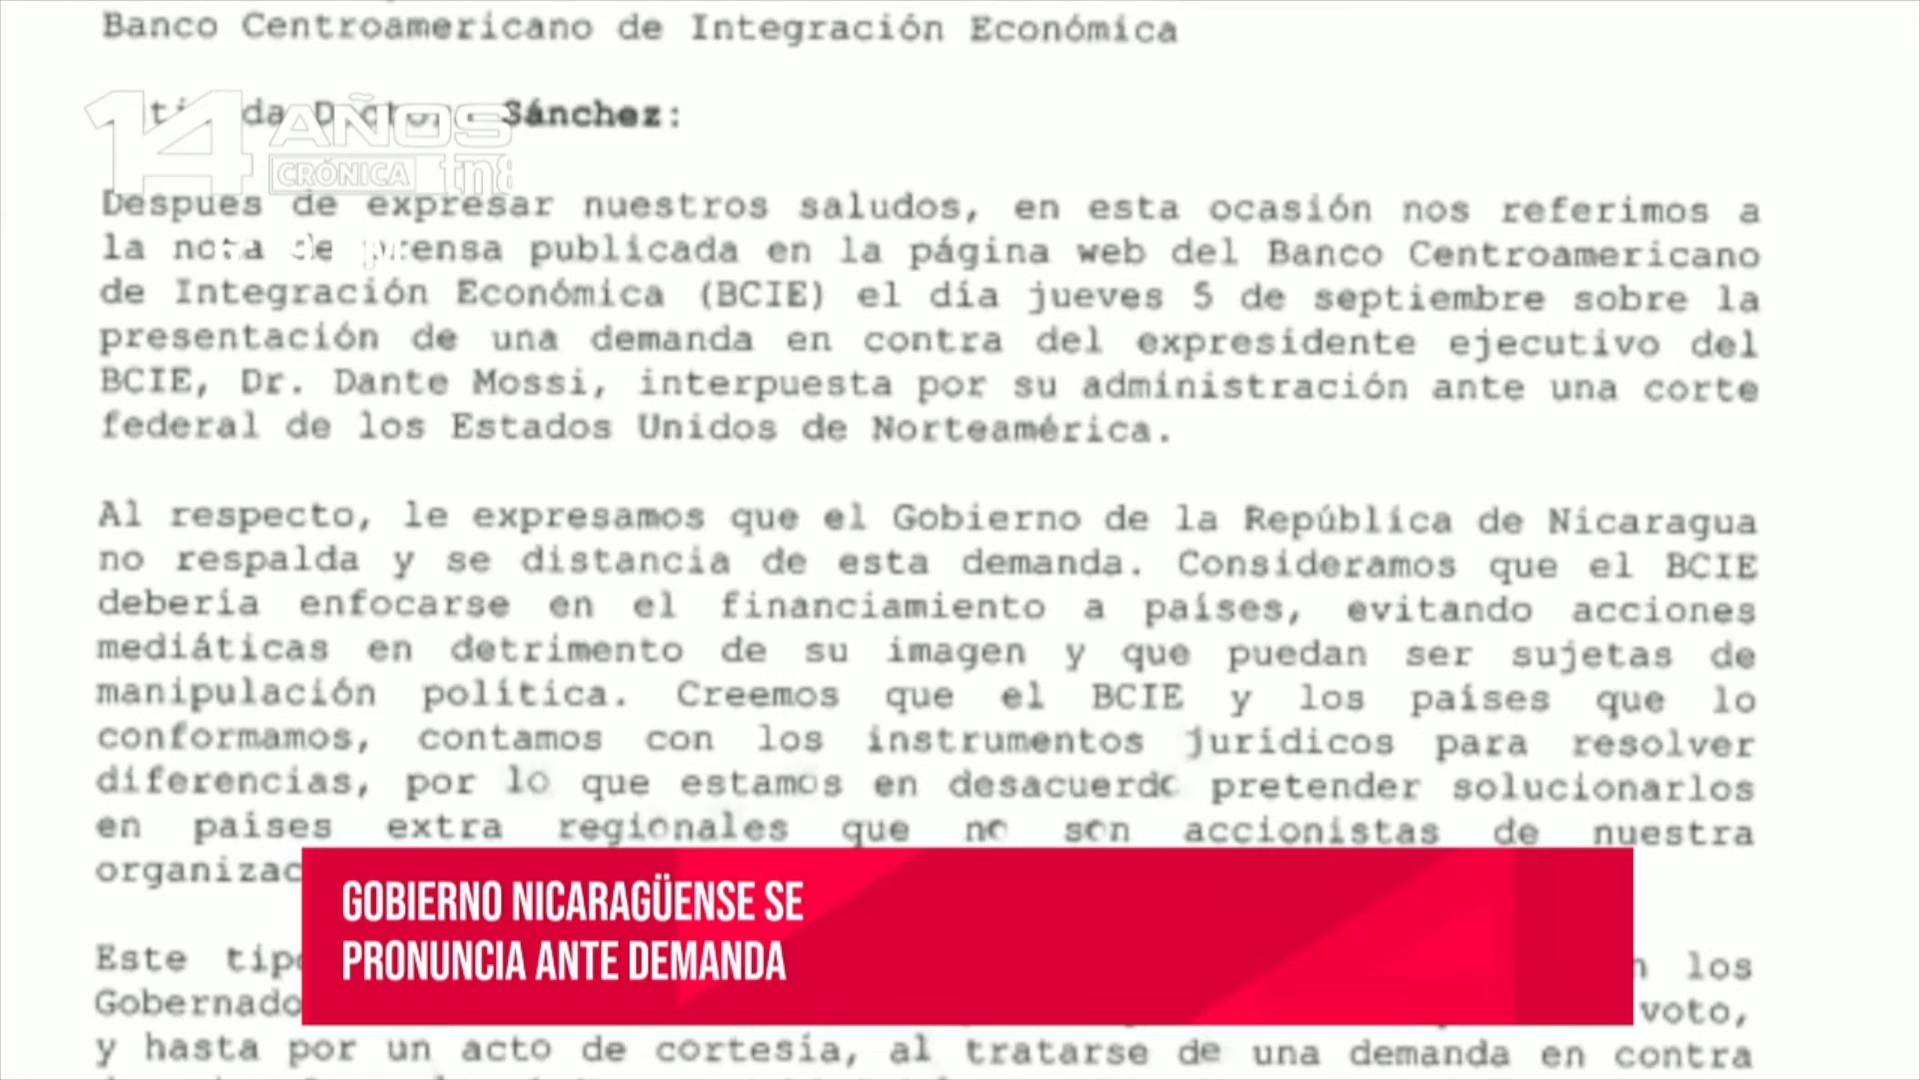 Banco Centroamericano de Integración Económica
14 AÑOS
CRÓNICA tn8
Sánchez:
Después de expresar nuestros saludos, en esta ocasión nos referimos a
la nota de prensa publicada en la página web del Banco Centroamericano
de Integración Económica (BCIE) el día jueves 5 de septiembre sobre la
presentación de una demanda en contra del expresidente ejecutivo del
BCIE, Dr. Dante Mossi, interpuesta por su administración ante una corte
federal de los Estados Unidos de Norteamérica.
Al respecto, le expresamos que el Gobierno de la República de Nicaragua
no respalda y se distancia de esta demanda. Consideramos que el BCIE
debería enfocarse en el financiamiento a países, evitando acciones
mediáticas en detrimento de su imagen y que puedan ser sujetas de
manipulación política. Creemos que el BCIE y los países que lo
conformamos, contamos con los instrumentos jurídicos para resolver
diferencias, por lo que estamos en desacuerdo pretender solucionarlos
en países extra regionales que no son accionistas de nuestra
GOBIERNO NICARAGÜENSE SE
PRONUNCIA ANTE DEMANDA
Este los
voto,
y hasta por un acto de cortesía, al tratarse de una demanda en contra